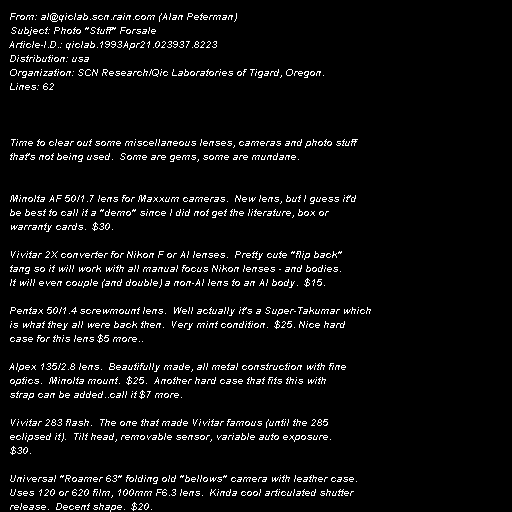 From: al@qiclab.scn.rain.com (Alan Peterman)
Subject: Photo "Stuff" Forsale
Article-I.D.: qiclab.1993Apr21.023937.8223
Distribution: usa
Organization: SCN Research/Qic Laboratories of Tigard, Oregon.
Lines: 62
Time to clear out some miscellaneous lenses, cameras and photo stuff
that's not being used.  Some are gems, some are mundane.
Minolta AF 50/1.7 lens for Maxxum cameras.  New lens, but I guess it'd
be best to call it a "demo" since I did not get the literature, box or
warranty cards.  $30.
Vivitar 2X converter for Nikon F or AI lenses.  Pretty cute "flip back"
tang so it will work with all manual focus Nikon lenses - and bodies.
It will even couple (and double) a non-AI lens to an AI body.  $15.
Pentax 50/1.4 screwmount lens.  Well actually it's a Super-Takumar which
is what they all were back then.  Very mint condition.  $25. Nice hard
case for this lens $5 more..
Alpex 135/2.8 lens.  Beautifully made, all metal construction with fine
optics.  Minolta mount.  $25.  Another hard case that fits this with
strap can be added..call it $7 more.
Vivitar 283 flash.  The one that made Vivitar famous (until the 285
eclipsed it).  Tilt head, removable sensor, variable auto exposure.
$30.
Universal "Roamer 63" folding old "bellows" camera with leather case.
Uses 120 or 620 film, 100mm F6.3 lens.  Kinda cool articulated shutter
release.  Decent shape.  $20.